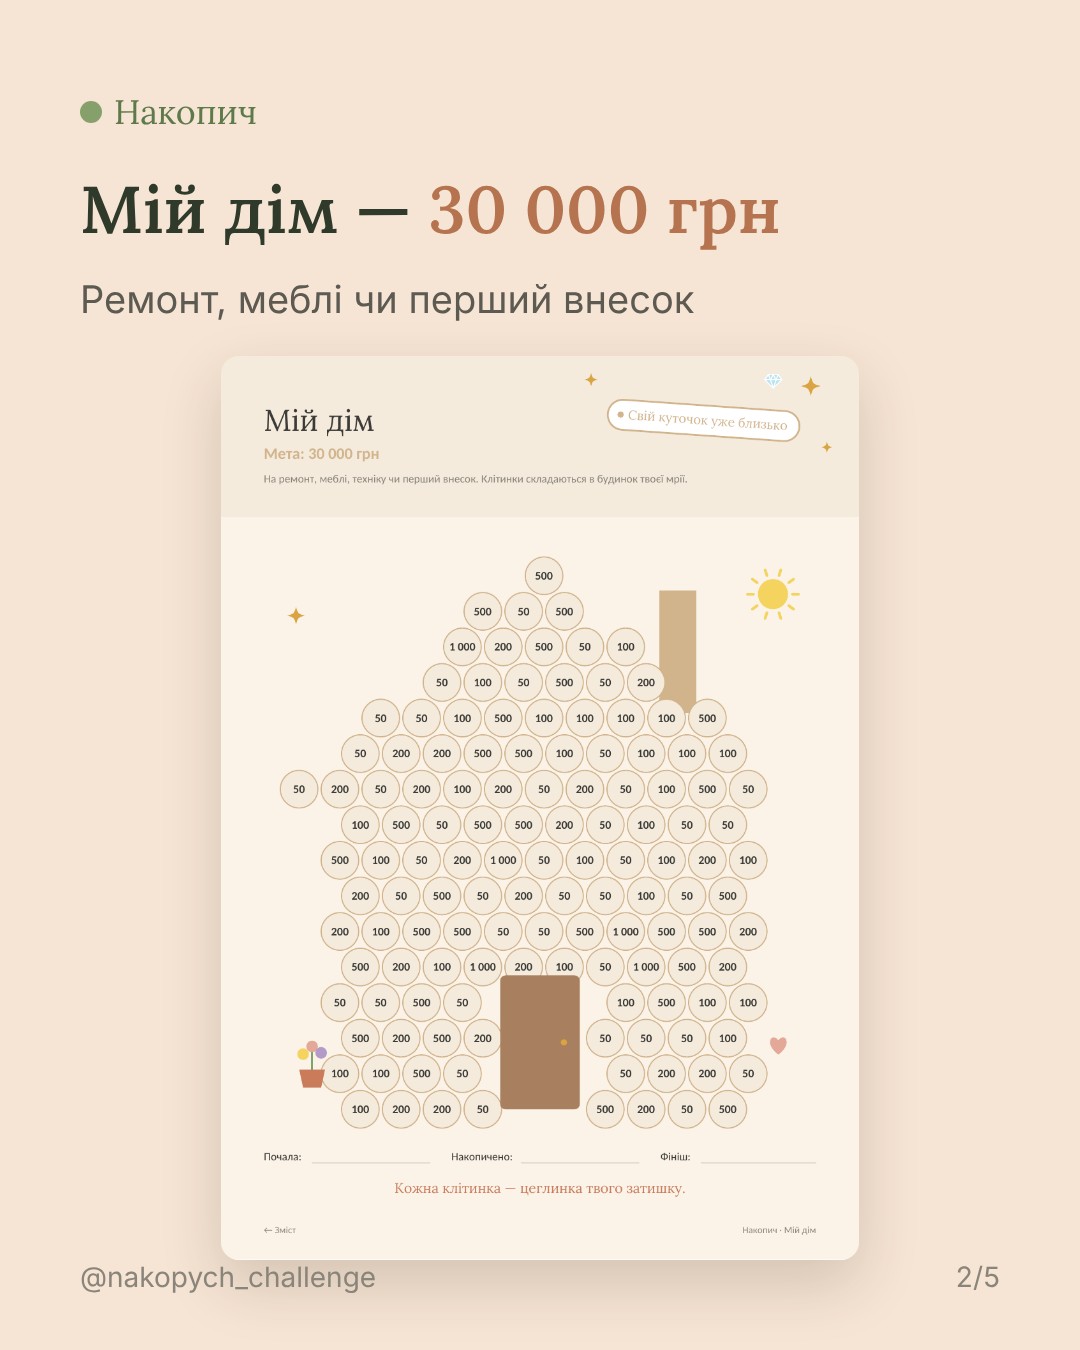 Накопич
Мій дім — 30 000 грн
Ремонт, меблі чи перший внесок
Свій куточок уже близько
Мій дім
Мета: 30 000 грн
На ремонт, меблі, техніку чи перший внесок. Клітинки складаються в будинок твоєї мрії.
500
500 50 500
1 000 200 500 50 100
50 100 50 500 50 200
50 50 100 500 100 100 100 100 500
50 200 200 500 500 100 50 100 100 100
50 200 50 200 100 200 50 200 50 100 500 50
100 500 50 500 500 200 50 100 50 50
500 100 50 200 1 000 50 100 50 100 200 100
200 50 500 50 200 50 50 100 50 500
200 100 500 500 50 50 500 1 000 500 500 200
500 200 100 1 000 200 100 50 1 000 500 200
50 50 500 50 100 500 100 100
500 200 500 200 50 50 50 100
100 100 500 50 50 200 200 50
100 200 200 50 500 200 50 500
Почала: Накопичено: Фініш:
Кожна клітинка — цеглинка твого затишку.
← Зміст Накопич · Мій дім
@nakopych_challenge 2/5